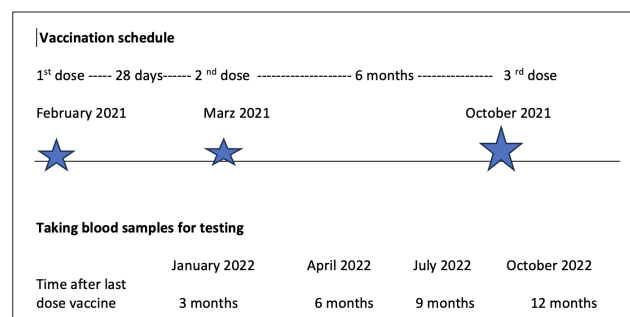 Vaccination schedule
1st dose ----- 28 days------ 2 nd dose -------------------- 6 months ---------------- 3 rd dose
February 2021 Marz 2021 October 2021
Taking blood samples for testing
January 2022 April 2022 July 2022 October 2022
Time after last
dose vaccine 3 months 6 months 9 months 12 months